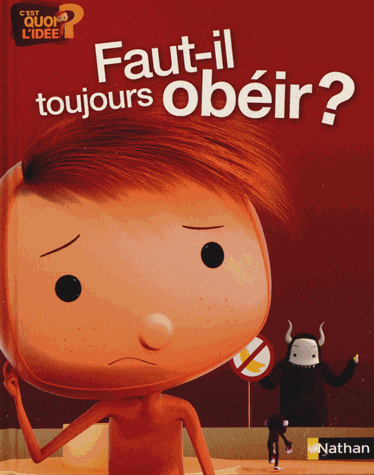 C'EST
QUOI
L'IDÉE?
Faut-il
toujours obéir?
Nathan